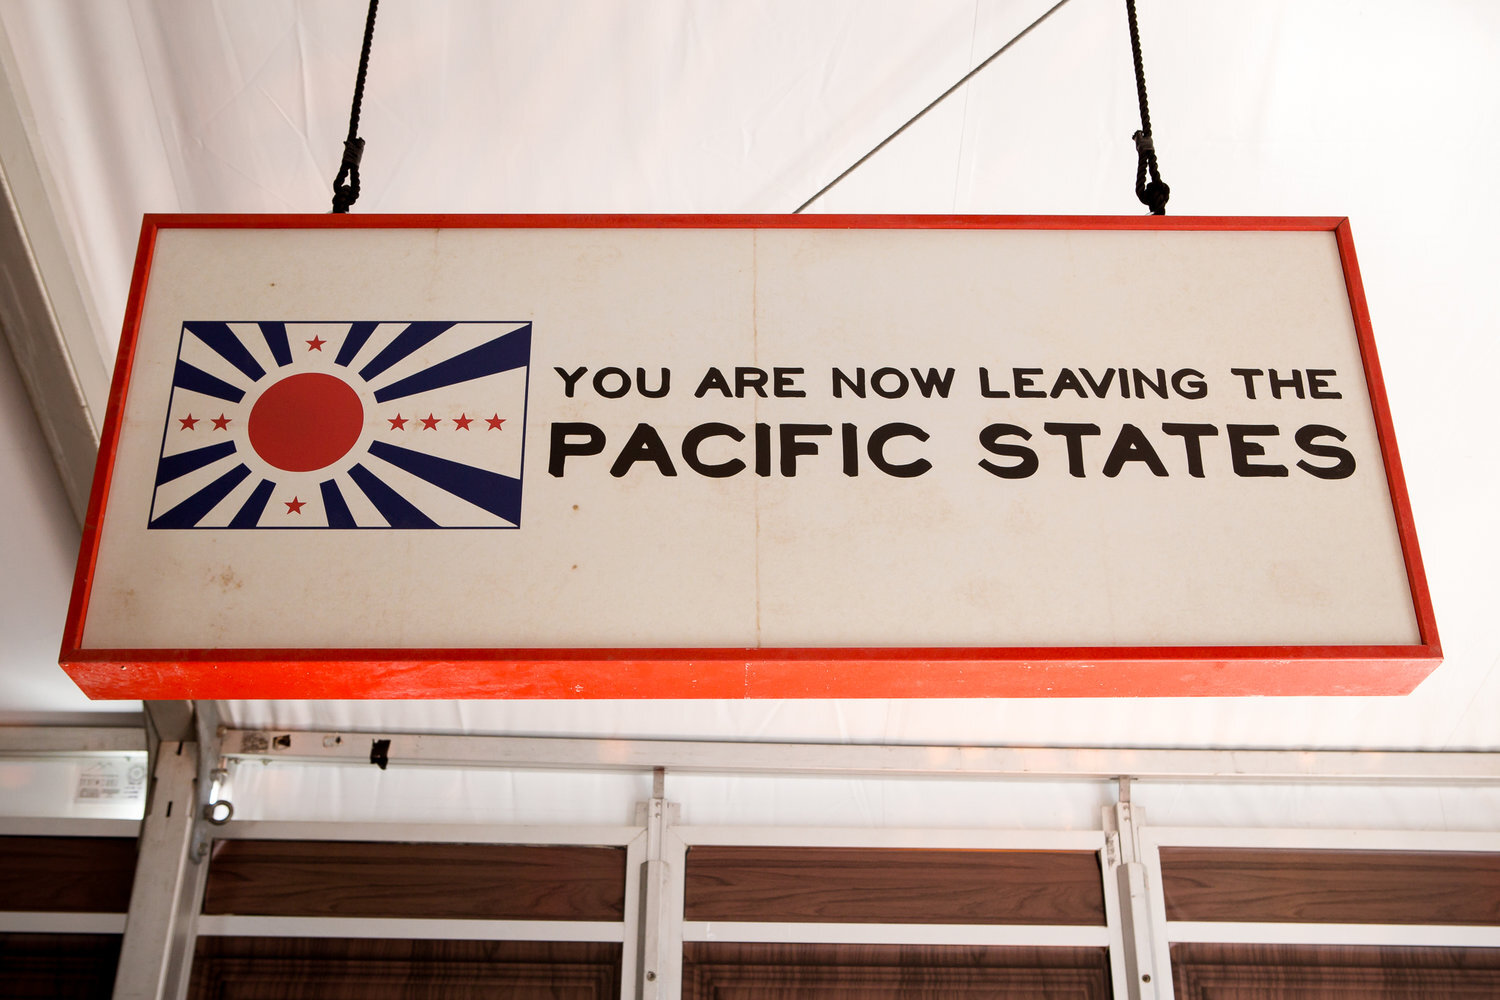 YOU ARE NOW LEAVING THE
PACIFIC STATES